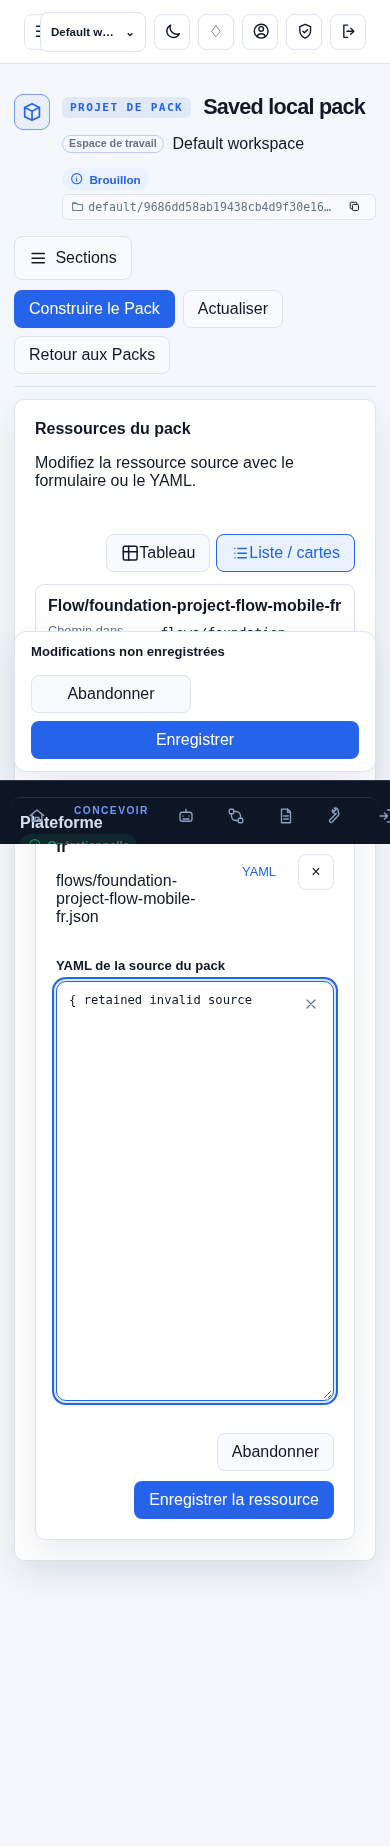 Default w...
PROJET DE PACK
Saved local pack
Espace de travail
Default workspace
Brouillon
default/9686dd58ab19438cb4d9f30e16...
Sections
Construire le Pack
Actualiser
Retour aux Packs
Ressources du pack
Modifiez la ressource source avec le
formulaire ou le YAML.
Tableau
Liste / cartes
Flow/foundation-project-flow-mobile-fr
Modifications non enregistrées
Abandonner
Enregistrer
CONCEVOIR
Plateforme
fr
flows/foundation-
project-flow-mobile-
fr.json
YAML
×
YAML de la source du pack
{ retained invalid source
Abandonner
Enregistrer la ressource